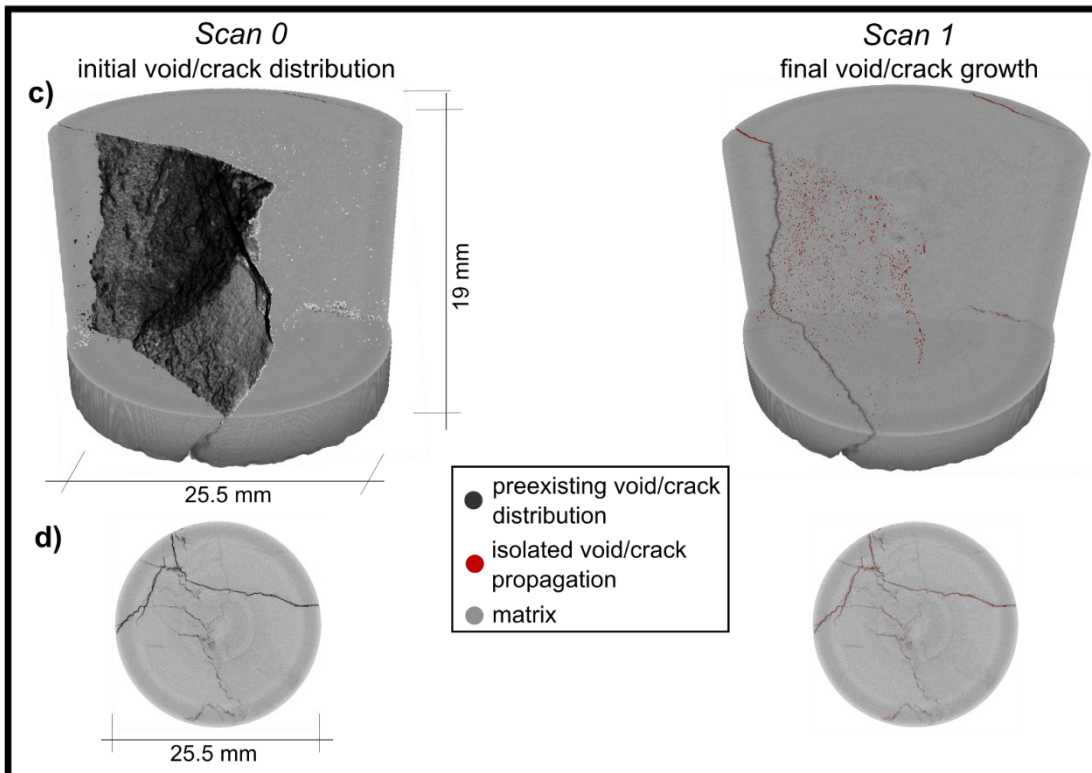 Scan 0
initial void/crack distribution
Scan 1
final void/crack growth
c)
19 mm
25.5 mm
preexisting void/crack
distribution
isolated void/crack
propagation
matrix
d)
25.5 mm